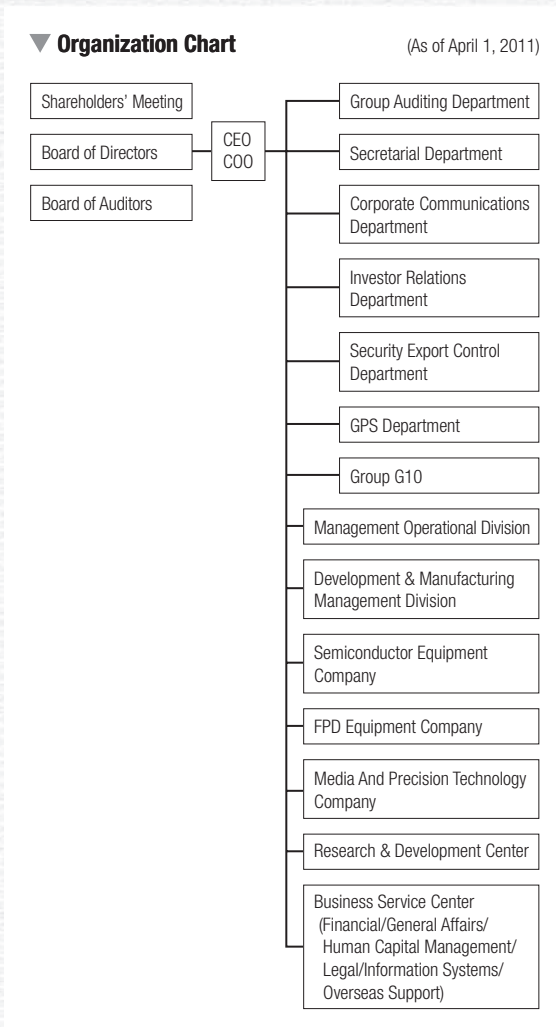 ▼ Organization Chart
(As of April 1, 2011)
Shareholders' Meeting
Board of Directors
Board of Auditors
CEO
COO
Group Auditing Department
Secretarial Department
Corporate Communications
Department
Investor Relations
Department
Security Export Control
Department
GPS Department
Group G10
Management Operational Division
Development & Manufacturing
Management Division
Semiconductor Equipment
Company
FPD Equipment Company
Media And Precision Technology
Company
Research & Development Center
Business Service Center
(Financial/General Affairs/
Human Capital Management/
Legal/Information Systems/
Overseas Support)